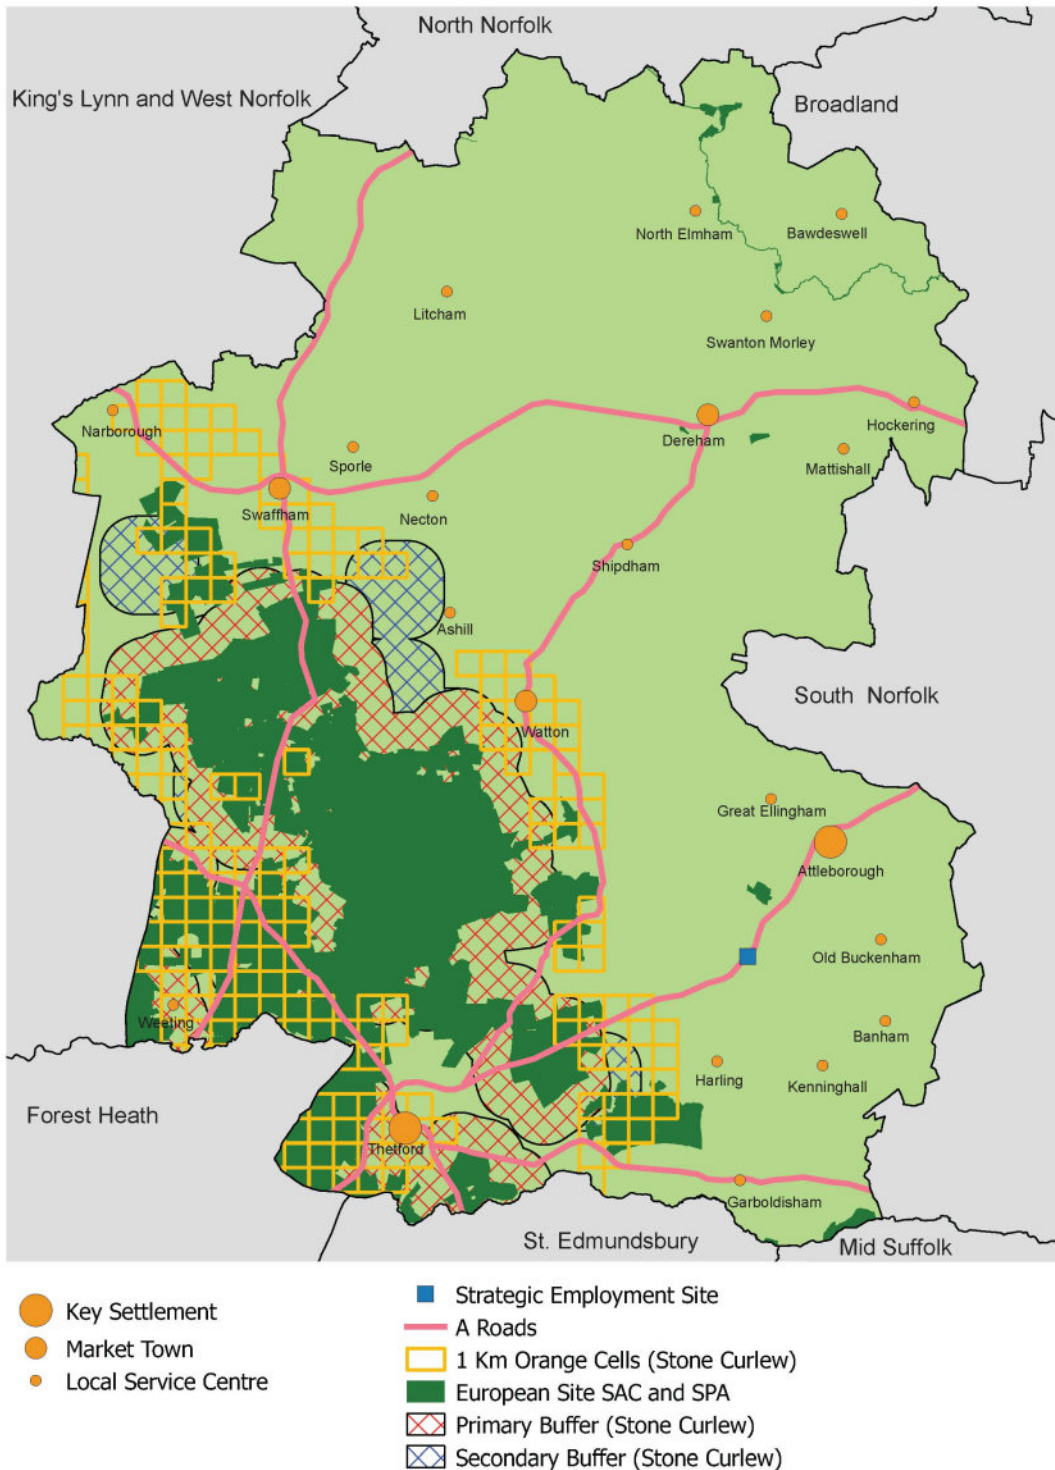 North Norfolk
King's Lynn and West Norfolk
Broadland
North Elmham
Bawdeswell
Litcham
Swanton Morley
Narborough
Dereham
Hockering
Sporle
Mattishall
Swaffham
Necton
Shipdham
Ashill
South Norfolk
Watton
Great Ellingham
Attleborough
Old Buckenham
Weeting
Banham
Harling
Kenninghall
Forest Heath
Thetford
Garboldisham
St. Edmundsbury
Mid Suffolk
Key Settlement
Market Town
Local Service Centre
Strategic Employment Site
A Roads
1 Km Orange Cells (Stone Curlew)
European Site SAC and SPA
Primary Buffer (Stone Curlew)
Secondary Buffer (Stone Curlew)